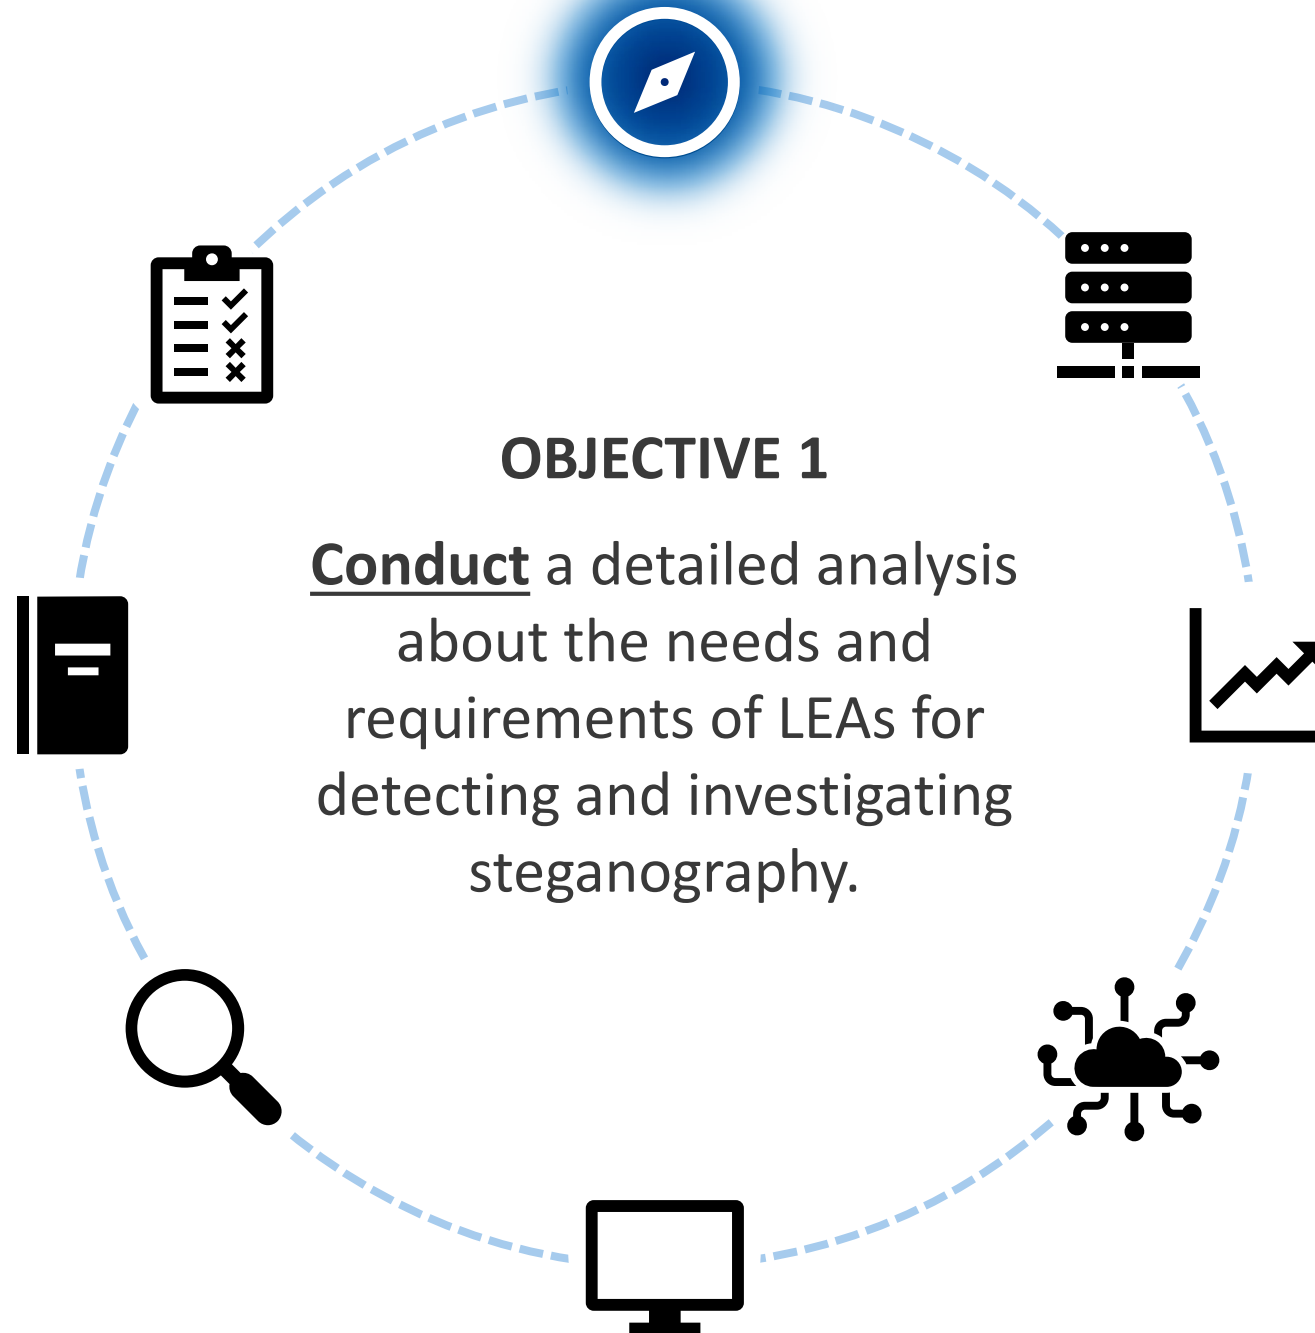 OBJECTIVE 1
Conduct a detailed analysis
about the needs and
requirements of LEAs for
detecting and investigating
steganography.